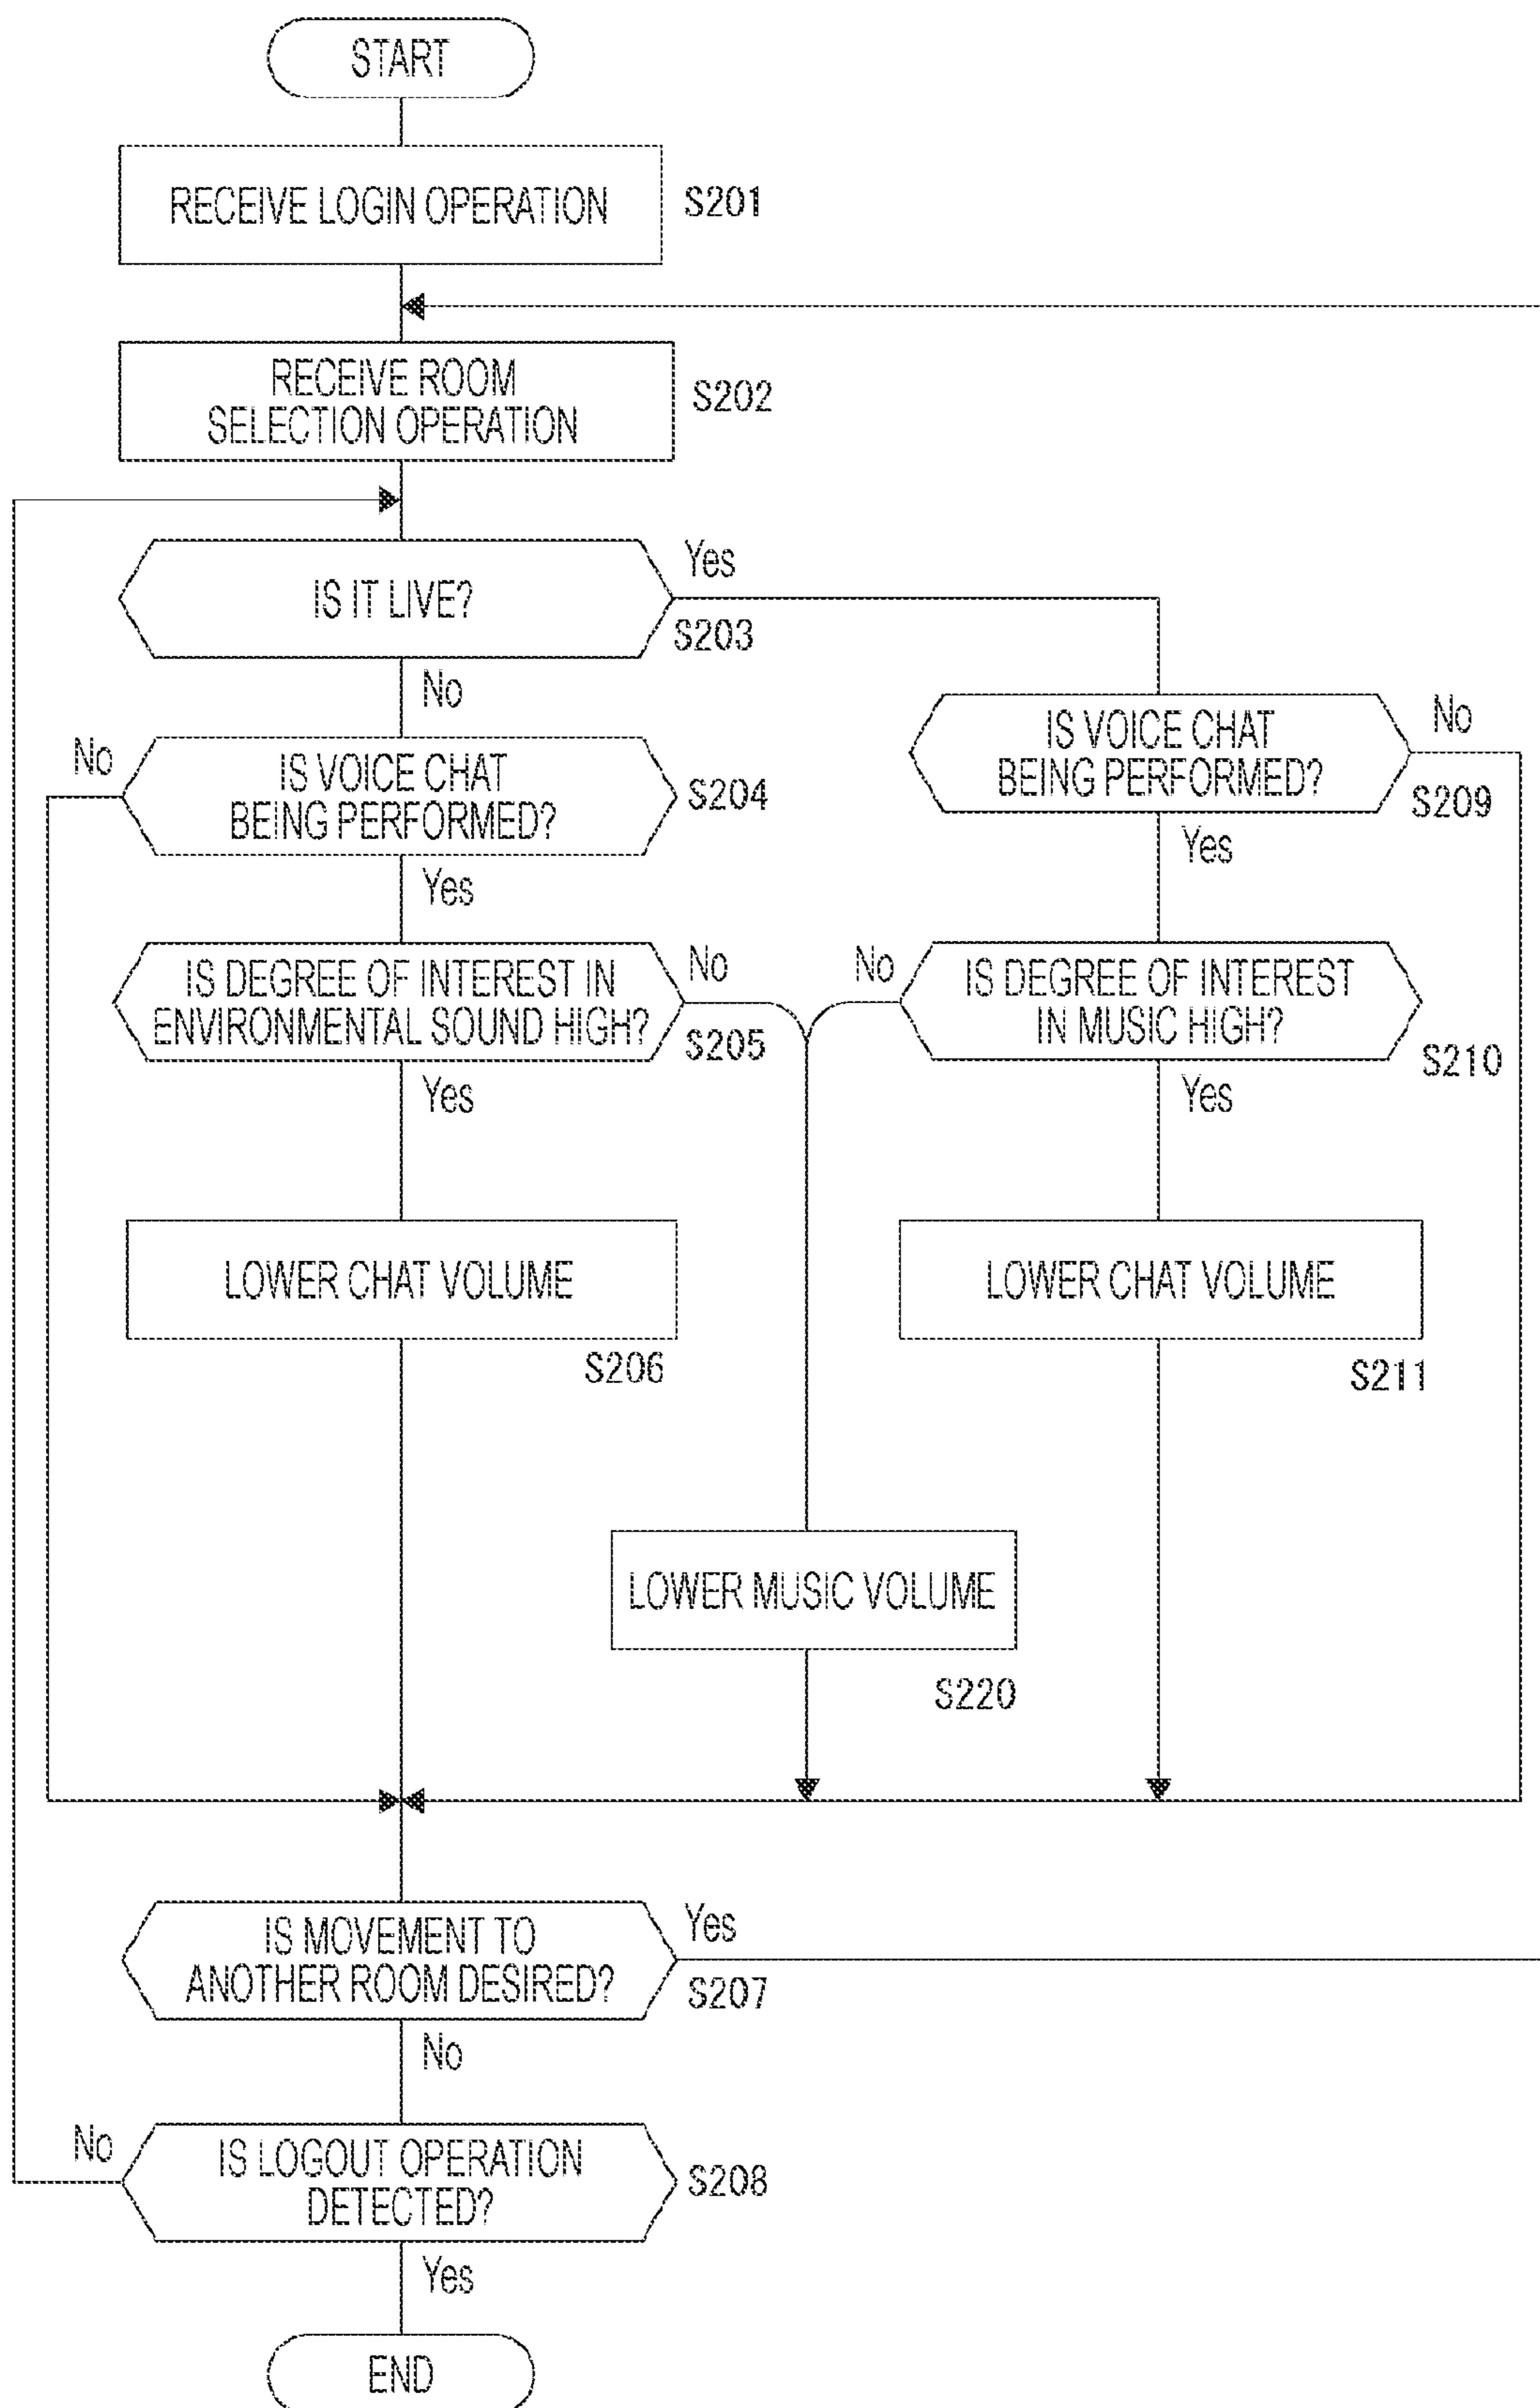 START
RECEIVE LOGIN OPERATION
S201
RECEIVE ROOM
SELECTION OPERATION
S202
IS IT LIVE?
Yes
S203
No
No
IS VOICE CHAT
BEING PERFORMED?
S204
Yes
IS VOICE CHAT
BEING PERFORMED?
No
S209
Yes
IS DEGREE OF INTEREST IN
ENVIRONMENTAL SOUND HIGH?
No
S205
Yes
No
IS DEGREE OF INTEREST
IN MUSIC HIGH?
S210
Yes
LOWER CHAT VOLUME
S206
LOWER CHAT VOLUME
S211
LOWER MUSIC VOLUME
S220
IS MOVEMENT TO
ANOTHER ROOM DESIRED?
Yes
S207
No
No
IS LOGOUT OPERATION
DETECTED?
S208
Yes
END